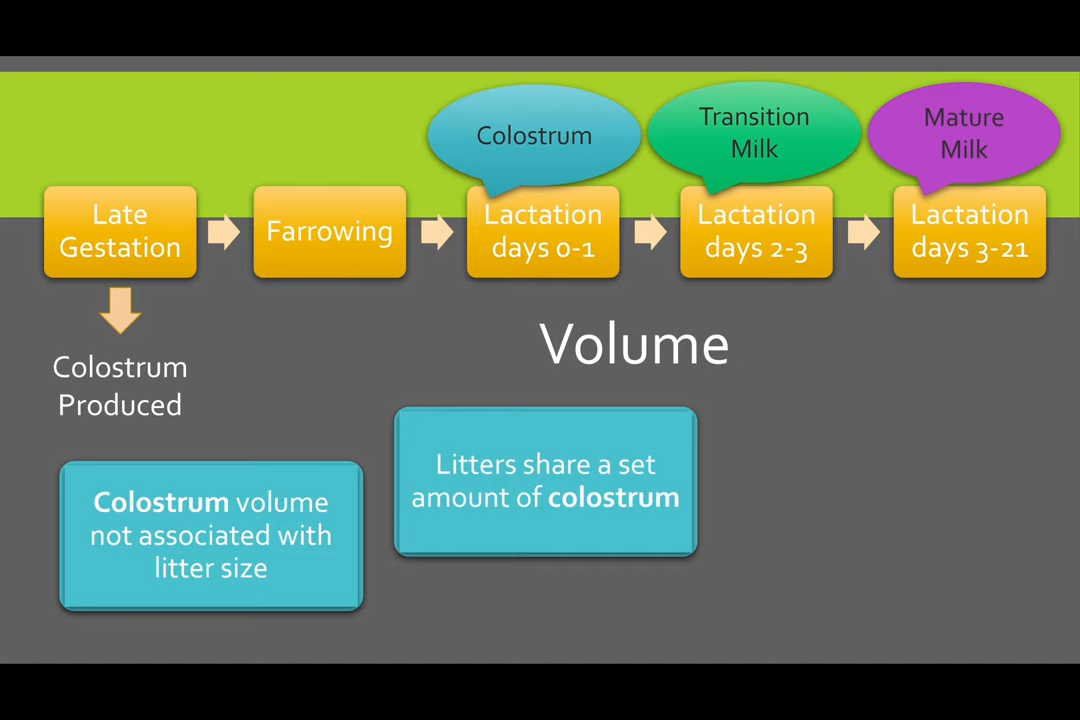 Colostrum
Transition
Milk
Mature
Milk
Late
Gestation
Farrowing
Lactation
days 0-1
Lactation
days 2-3
Lactation
days 3-21
Volume
Colostrum
Produced
Litters share a set
amount of colostrum
Colostrum volume
not associated with
litter size